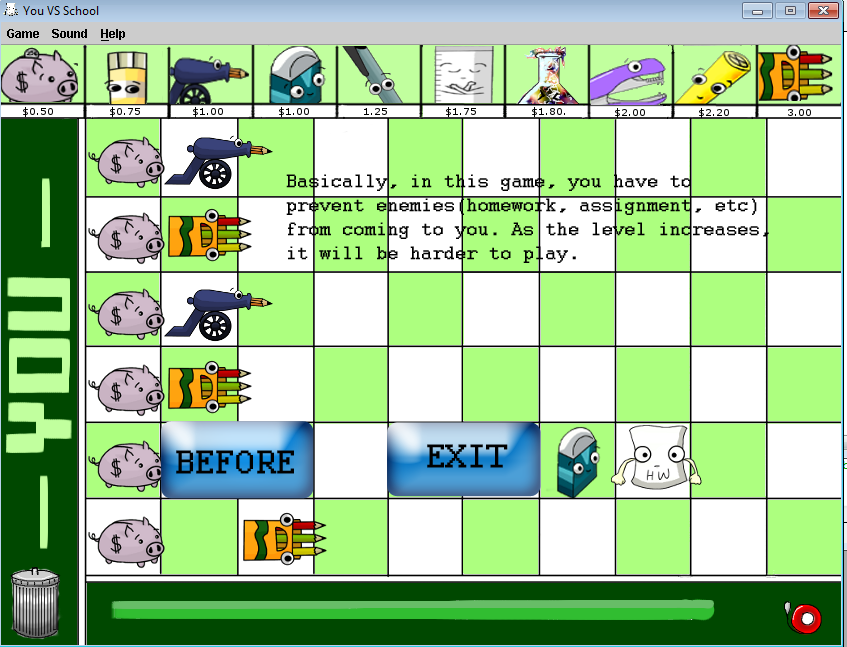 You VS School
Game Sound Help
$0.50 $0.75 $1.00 $1.00 1.25 $1.75 $1.80. $2.00 $2.20 3.00
Basically, in this game, you have to
prevent enemies(homework, assignment, etc)
from coming to you. As the level increases,
it will be harder to play.
YOU
BEFORE
EXIT
HW